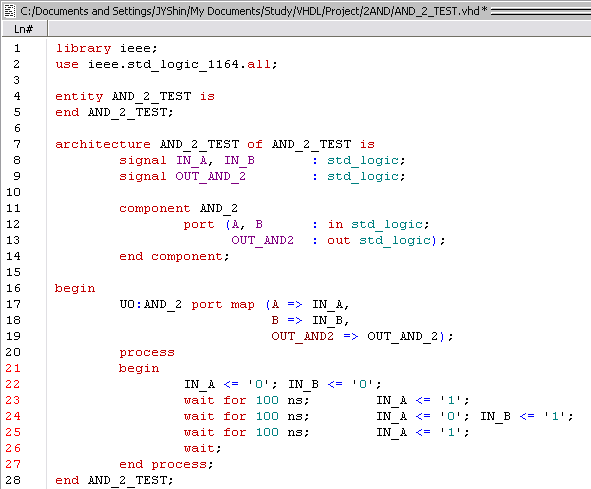 C:/Documents and Settings/JYShin/My Documents/Study/VHDL/Project/2AND/AND_2_TEST.vhd *
Ln#
1 library ieee;
2 use ieee.std_logic_1164.all;
3
4 entity AND_2_TEST is
5 end AND_2_TEST;
6
7 architecture AND_2_TEST of AND_2_TEST is
8 signal IN_A, IN_B : std_logic;
9 signal OUT_AND_2 : std_logic;
10
11 component AND_2
12 port (A, B : in std_logic;
13 OUT_AND2 : out std_logic);
14 end component;
15
16 begin
17 U0:AND_2 port map (A => IN_A,
18 B => IN_B,
19 OUT_AND2 => OUT_AND_2);
20 process
21 begin
22 IN_A <= '0'; IN_B <= '0';
23 wait for 100 ns; IN_A <= '1';
24 wait for 100 ns; IN_A <= '0'; IN_B <= '1';
25 wait for 100 ns; IN_A <= '1';
26 wait;
27 end process;
28 end AND_2_TEST;